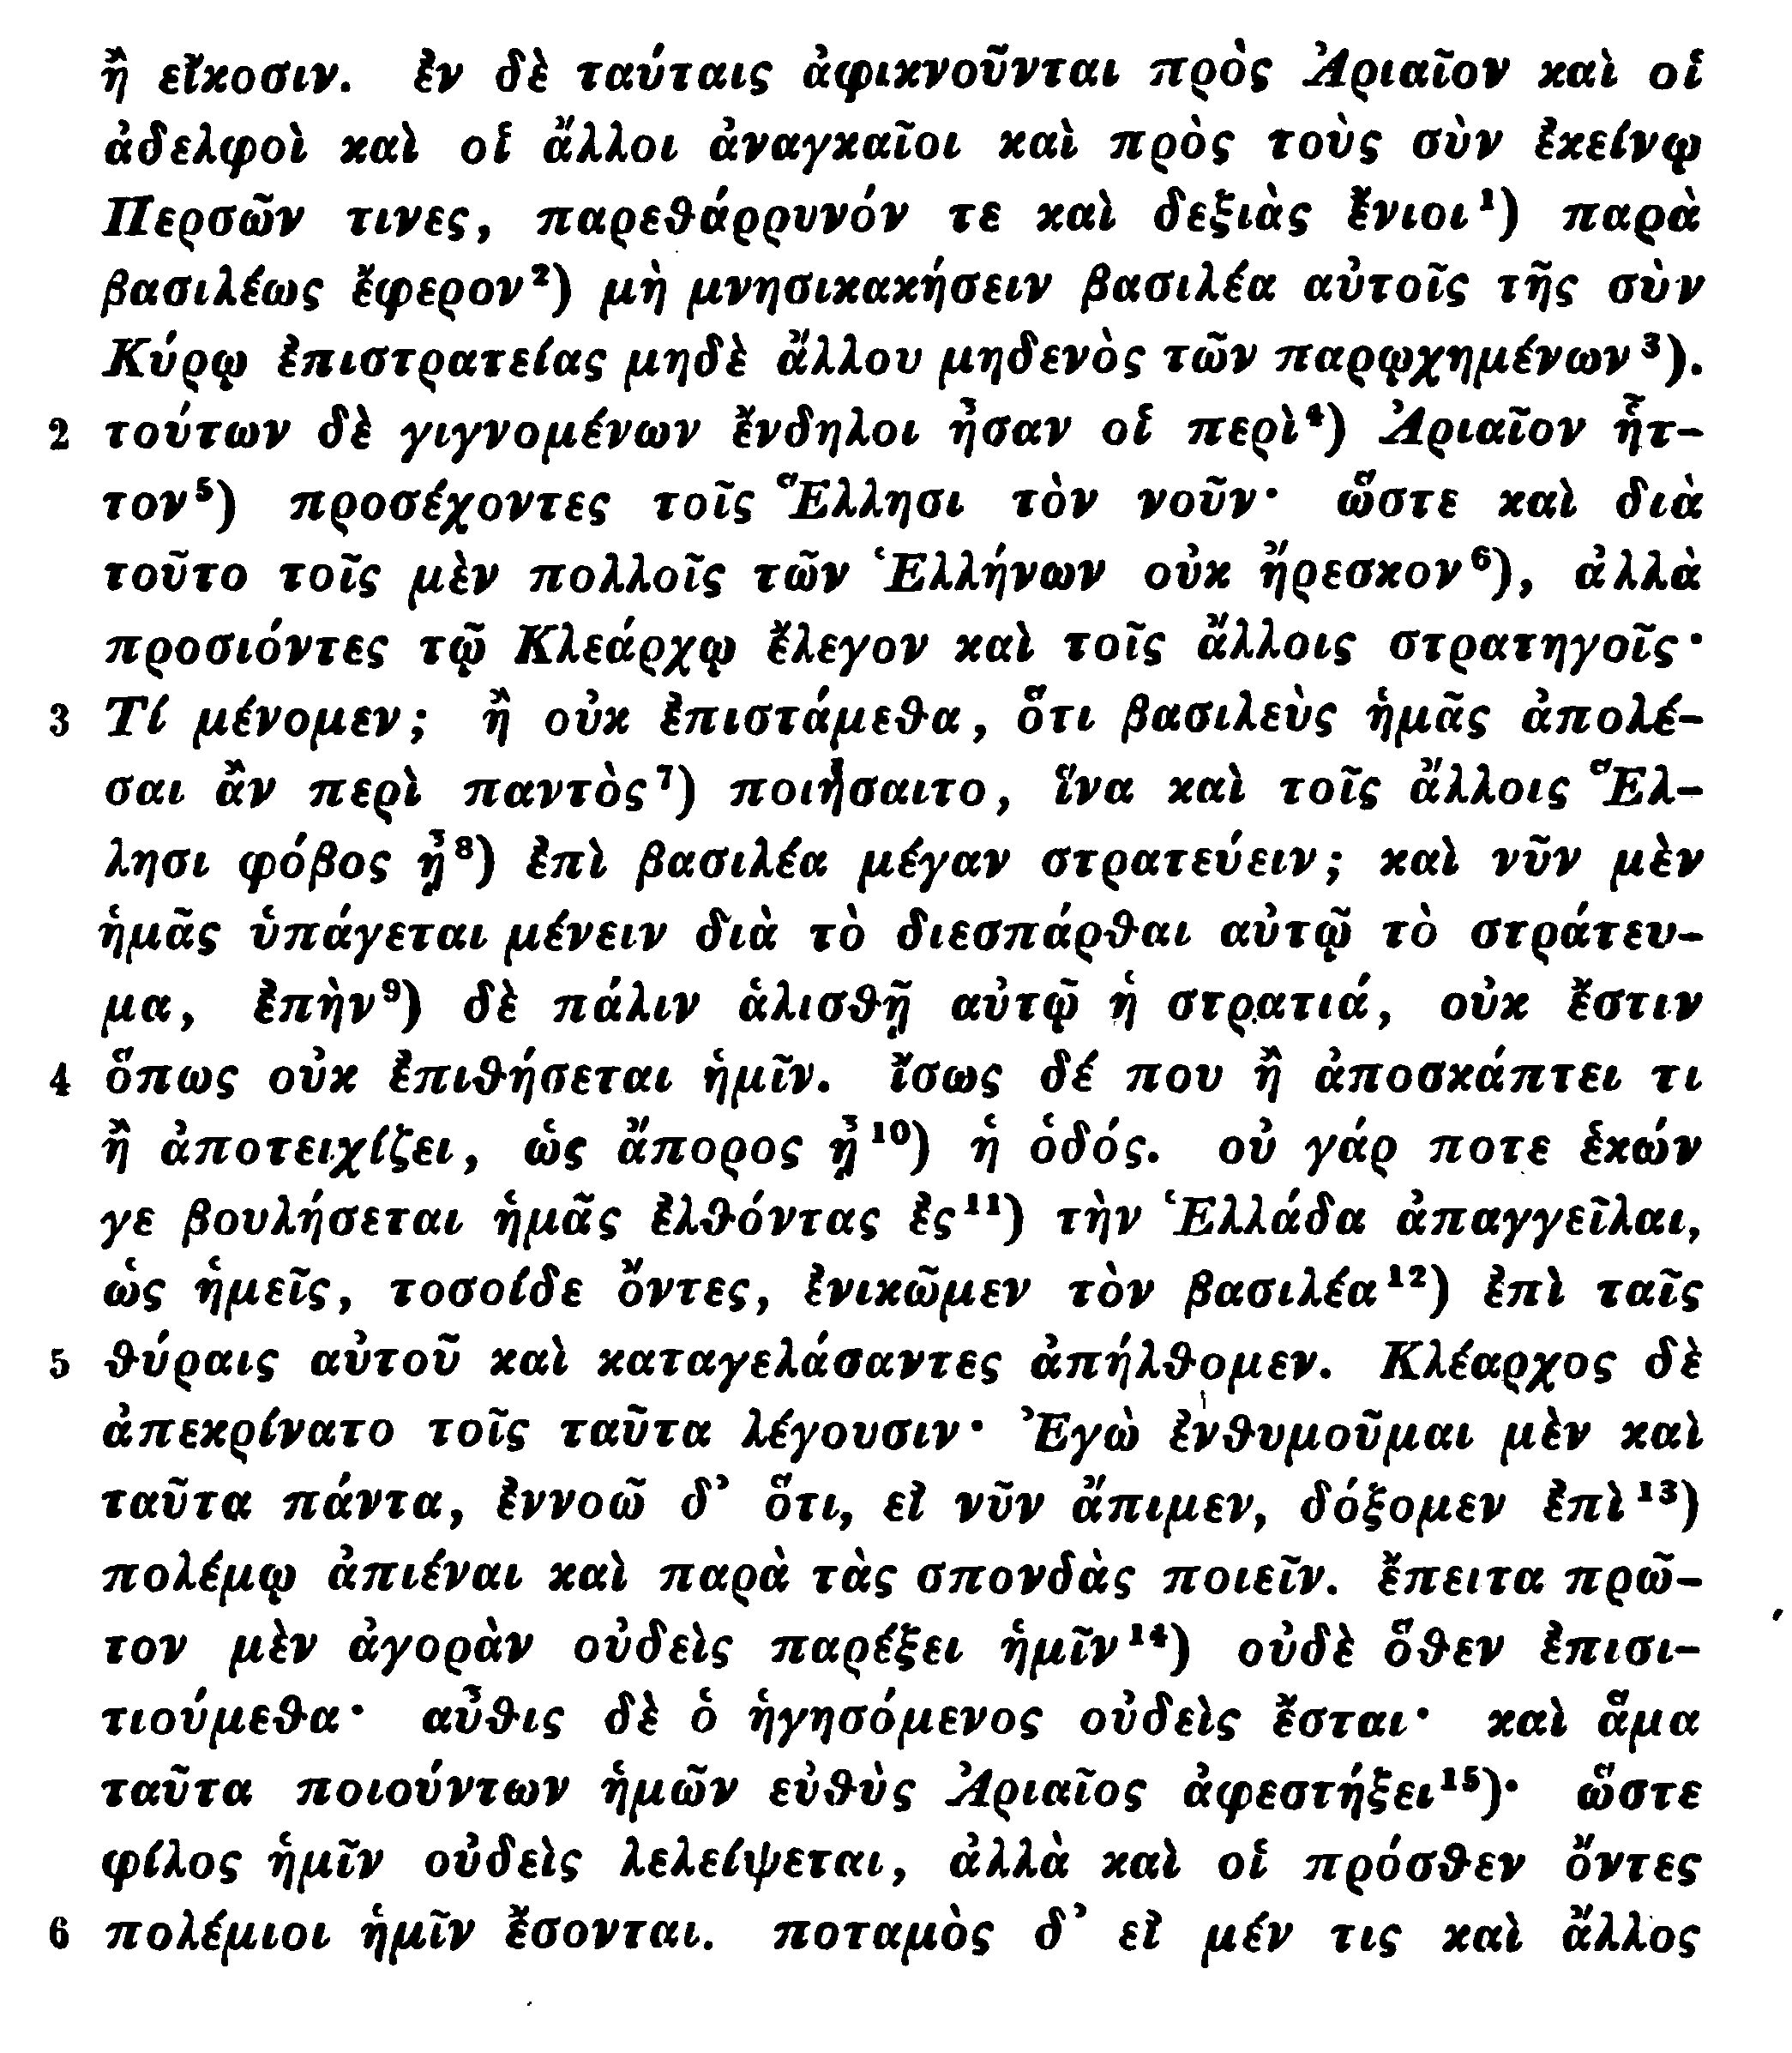 ἢ εἴκοσιν. ἐν δὲ ταύταις ἀφικνοῦνται πρὸς Ἀριαῖον καὶ οἱ
ἀδελφοὶ καὶ οἱ ἄλλοι ἀναγκαῖοι καὶ πρὸς τοὺς σὺν ἐκείνῳ
Περσῶν τινες, παρεθάρρυνόν τε καὶ δεξιὰς ἔνιοι¹) παρὰ
βασιλέως ἔφερον²) μὴ μνησικακήσειν βασιλέα αὐτοῖς τῆς σὺν
Κύρῳ ἐπιστρατείας μηδὲ ἄλλου μηδενὸς τῶν παρῳχημένων³).
2 τούτων δὲ γιγνομένων ἔνδηλοι ἦσαν οἱ περὶ⁴) Ἀριαῖον ἧτ-
τον⁵) προσέχοντες τοῖς Ἕλλησι τὸν νοῦν· ὥστε καὶ διὰ
τοῦτο τοῖς μὲν πολλοῖς τῶν Ἑλλήνων οὐκ ἤρεσκον⁶), ἀλλὰ
προσιόντες τῷ Κλεάρχῳ ἔλεγον καὶ τοῖς ἄλλοις στρατηγοῖς·
3 Τί μένομεν; ἢ οὐκ ἐπιστάμεθα, ὅτι βασιλεὺς ἡμᾶς ἀπολέ-
σαι ἂν περὶ παντὸς⁷) ποιήσαιτο, ἵνα καὶ τοῖς ἄλλοις Ἕλ-
λησι φόβος ᾖ⁸) ἐπὶ βασιλέα μέγαν στρατεύειν; καὶ νῦν μὲν
ἡμᾶς ὑπάγεται μένειν διὰ τὸ διεσπάρθαι αὐτῷ τὸ στράτευ-
μα, ἐπὴν⁹) δὲ πάλιν ἁλισθῇ αὐτῷ ἡ στρατιά, οὐκ ἔστιν
4 ὅπως οὐκ ἐπιθήσεται ἡμῖν. ἴσως δέ που ἢ ἀποσκάπτει τι
ἢ ἀποτειχίζει, ὡς ἄπορος ᾖ¹⁰) ἡ ὁδός. οὐ γάρ ποτε ἑκών
γε βουλήσεται ἡμᾶς ἐλθόντας ἐς¹¹) τὴν Ἑλλάδα ἀπαγγεῖλαι,
ὡς ἡμεῖς, τοσοίδε ὄντες, ἐνικῶμεν τὸν βασιλέα¹²) ἐπὶ ταῖς
5 θύραις αὐτοῦ καὶ καταγελάσαντες ἀπήλθομεν. Κλέαρχος δὲ
ἀπεκρίνατο τοῖς ταῦτα λέγουσιν· Ἐγὼ ἐνθυμοῦμαι μὲν καὶ
ταῦτα πάντα, ἐννοῶ δ᾽ ὅτι, εἰ νῦν ἄπιμεν, δόξομεν ἐπὶ¹³)
πολέμῳ ἀπιέναι καὶ παρὰ τὰς σπονδὰς ποιεῖν. ἔπειτα πρῶ-
τον μὲν ἀγορὰν οὐδεὶς παρέξει ἡμῖν¹⁴) οὐδὲ ὅθεν ἐπισι-
τιούμεθα· αὖθις δὲ ὁ ἡγησόμενος οὐδεὶς ἔσται· καὶ ἅμα
ταῦτα ποιούντων ἡμῶν εὐθὺς Ἀριαῖος ἀφεστήξει¹⁵)· ὥστε
φίλος ἡμῖν οὐδεὶς λελείψεται, ἀλλὰ καὶ οἱ πρόσθεν ὄντες
6 πολέμιοι ἡμῖν ἔσονται. ποταμὸς δ᾽ εἰ μέν τις καὶ ἄλλος